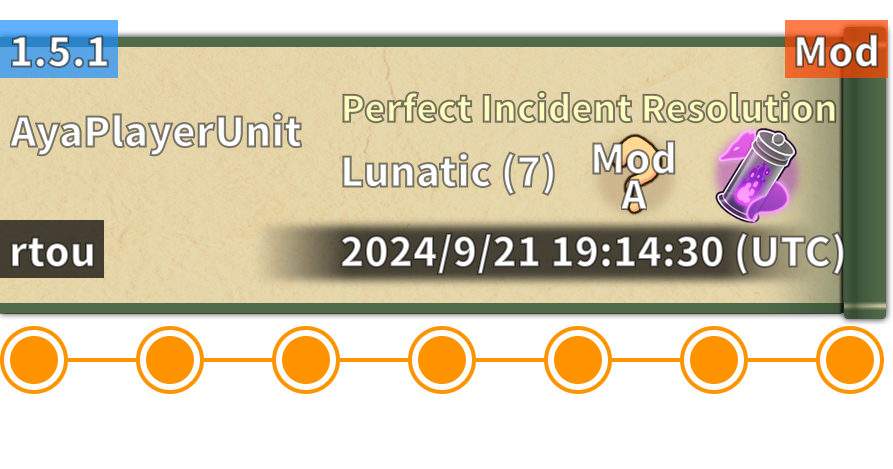 1.5.1
Mod
AyaPlayerUnit
Perfect Incident Resolution
Lunatic (7)
?
Mod
A
rtou
2024/9/21 19:14:30 (UTC)